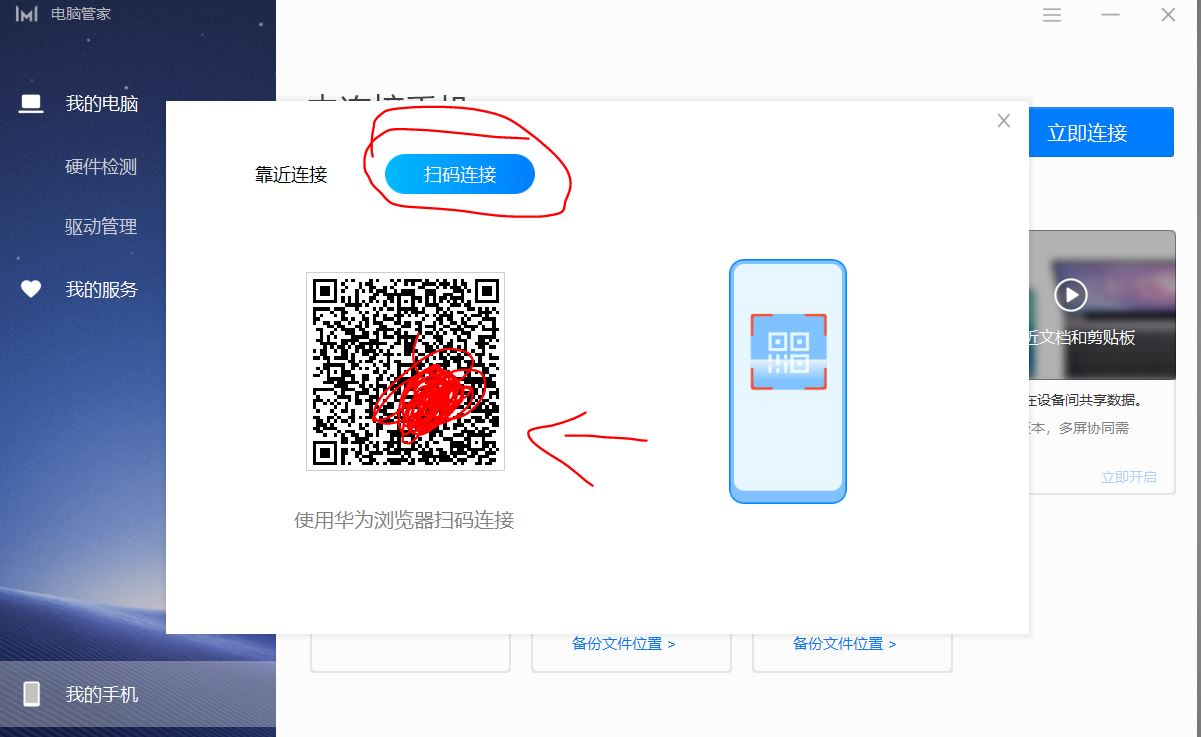 电脑管家
我的电脑
硬件检测
驱动管理
我的服务
我的手机
立即连接
靠近连接
扫码连接
使用华为浏览器扫码连接
近文档和剪贴板
在设备间共享数据。
版本，多屏协同需
立即开启
备份文件位置 >
备份文件位置 >